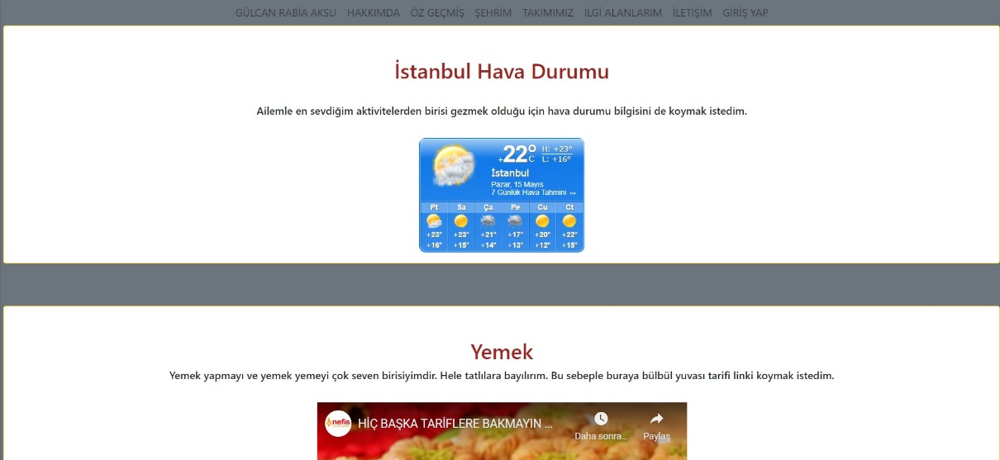 GÜLCAN RABİA AKSU HAKKIMDA ÖZ GEÇMİŞ ŞEHRİM TAKIMIMIZ İLGİ ALANLARIM İLETİŞİM GİRİŞ YAP
İstanbul Hava Durumu
Ailemle en sevdiğim aktivitelerden birisi gezmek olduğu için hava durumu bilgisini de koymak istedim.
+22°C H: +23°
L: +16°
İstanbul
Pazar, 15 Mayıs
7 Günlük Hava Tahmini ...
Pt Sa Ça Pe Cu Ct
+23° +23° +21° +17° +20° +22°
+16° +15° +14° +13° +12° +15°
Yemek
Yemek yapmayı ve yemek yemeyi çok seven birisiyimdir. Hele tatlılara bayılırım. Bu sebeple buraya bülbül yuvası tarifi linki koymak istedim.
nefis HİÇ BAŞKA TARİFLERE BAKMAYIN ...
Daha sonra... Paylaş